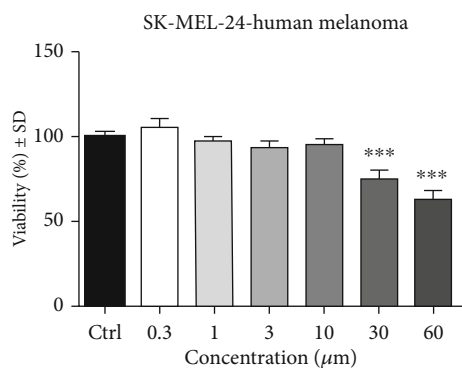 SK-MEL-24-human melanoma
Viability (%) ± SD
150
100
50
0
***
***
Ctrl 0.3 1 3 10 30 60
Concentration (μm)